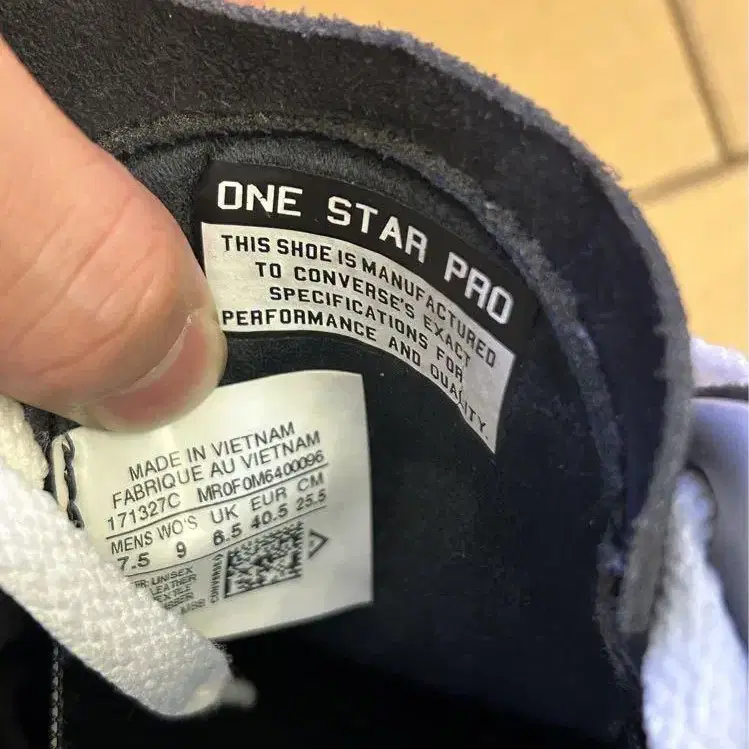 ONE STAR PRO
THIS SHOE IS MANUFACTURED
TO CONVERSE'S EXACT
SPECIFICATIONS FOR
PERFORMANCE AND QUALITY.
MADE IN VIETNAM
FABRIQUE AU VIETNAM
171327C MR0F0M6400096
MENS WO'S UK EUR CM
7.5 9 6.5 40.5 25.5
UNISEX